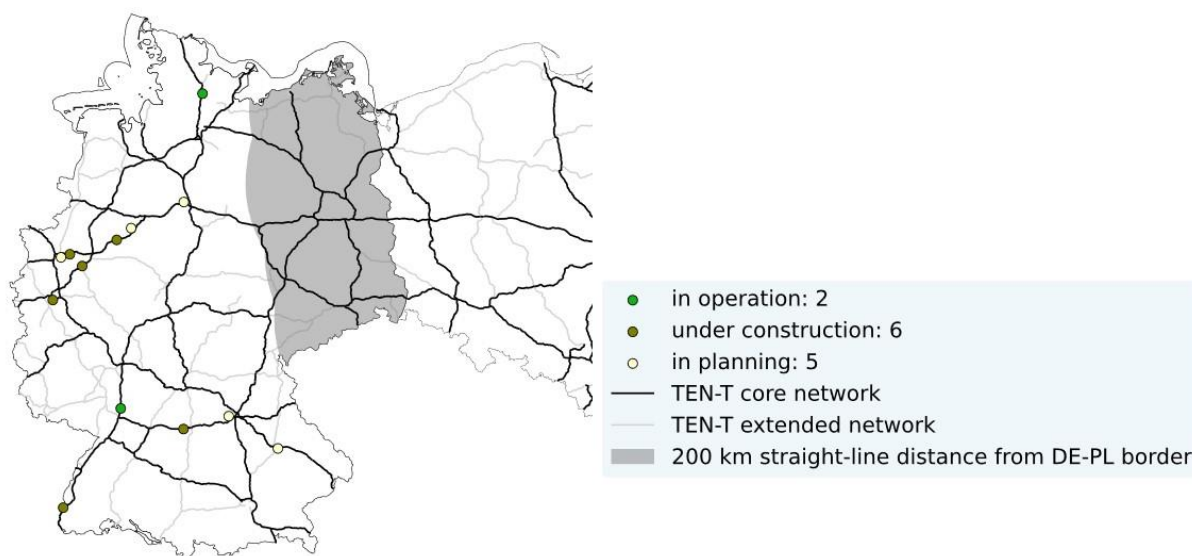 in operation: 2
under construction: 6
in planning: 5
TEN-T core network
TEN-T extended network
200 km straight-line distance from DE-PL border